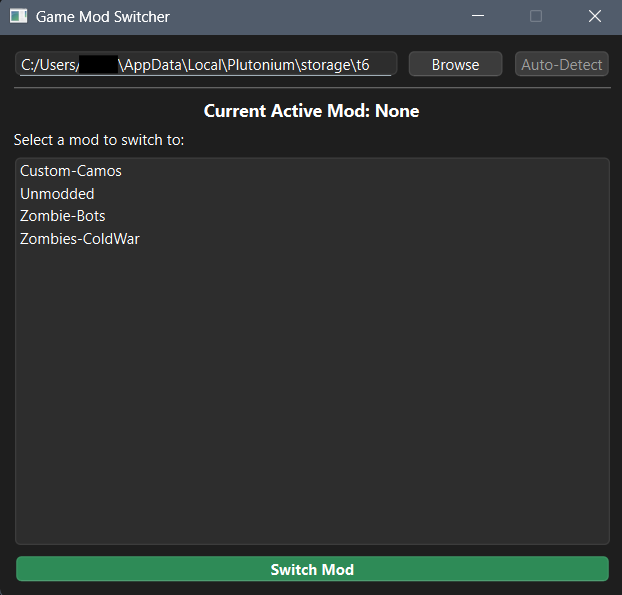 Game Mod Switcher
C:/Users/ \AppData\Local\Plutonium\storage\t6 Browse Auto-Detect
Current Active Mod: None
Select a mod to switch to:
Custom-Camos
Unmodded
Zombie-Bots
Zombies-ColdWar
Switch Mod